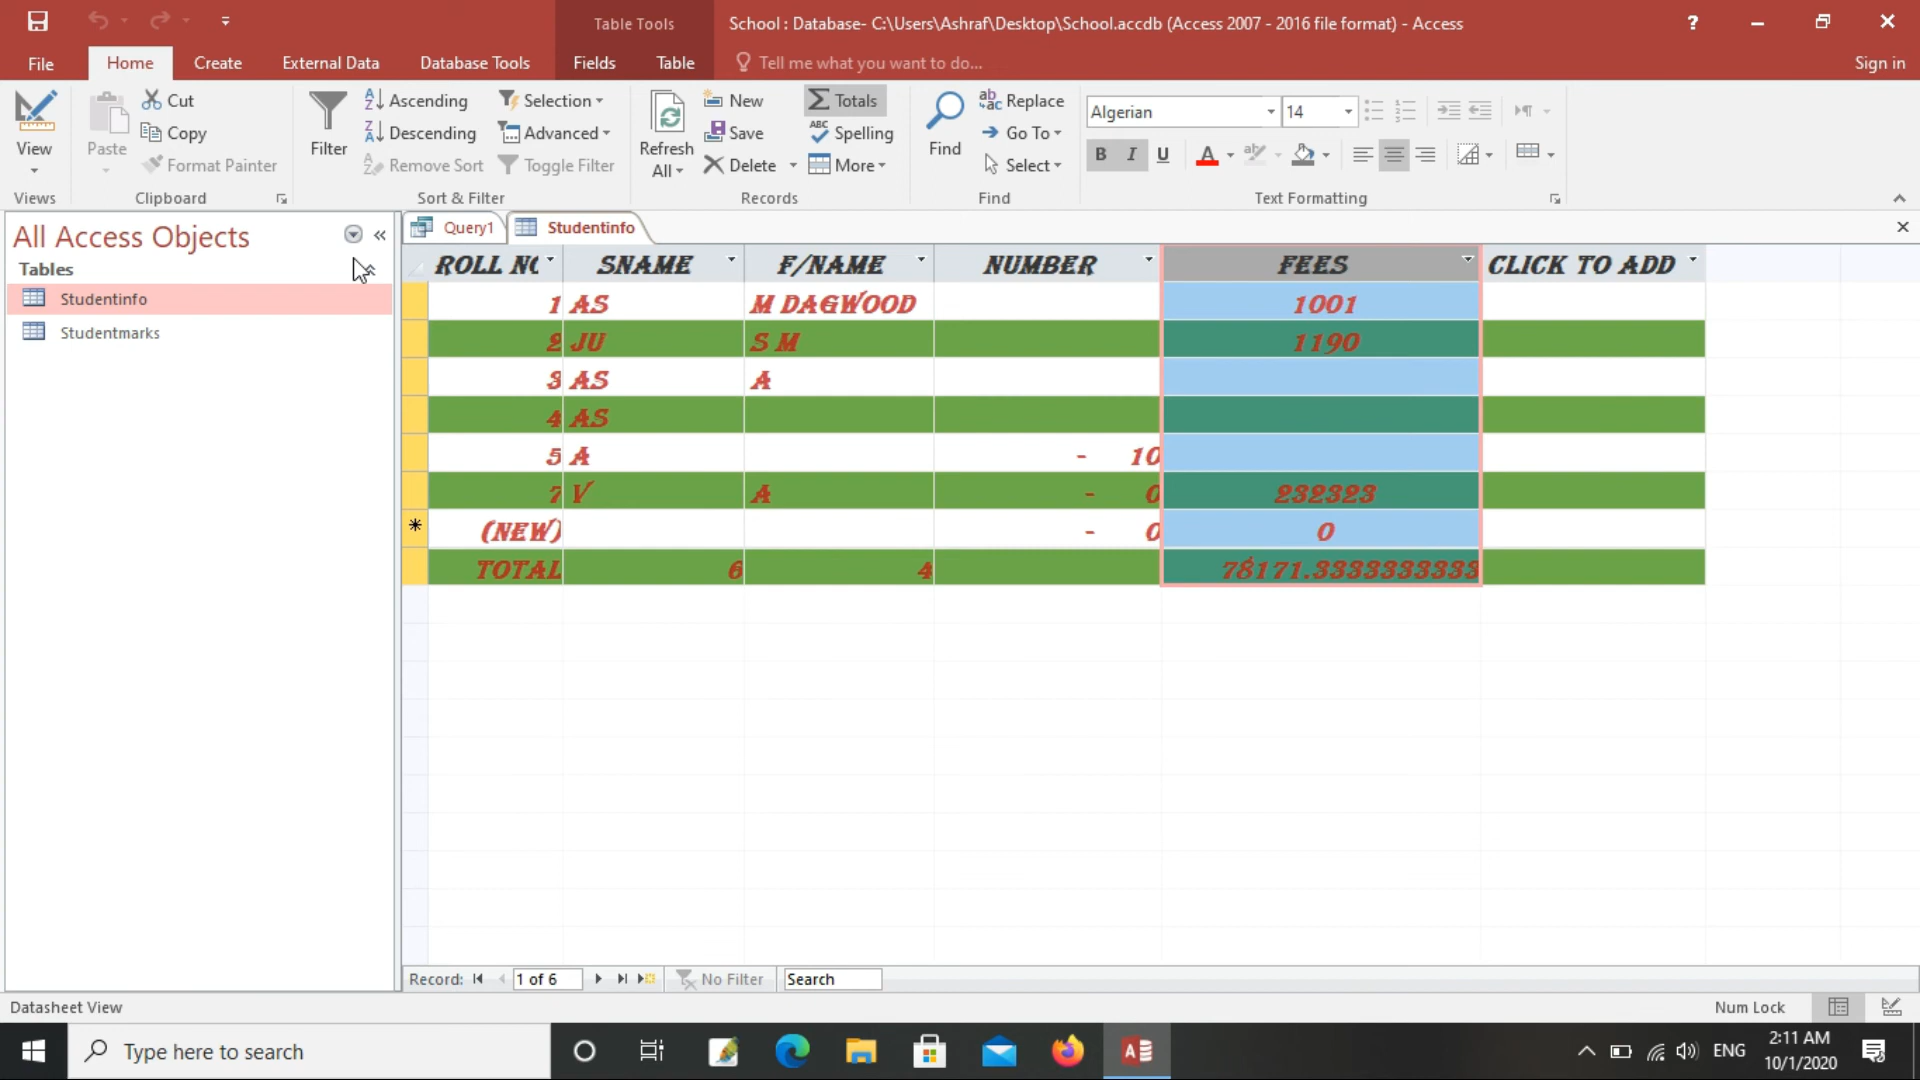 Table Tools
School : Database- C:\Users\Ashraf\Desktop\School.accdb (Access 2007 - 2016 file format) - Access
?
File Home Create External Data Database Tools Fields Table Tell me what you want to do... Sign in
View
Views
Paste
Cut
Copy
Format Painter
Clipboard
Filter
Ascending
Descending
Remove Sort
Selection
Advanced
Toggle Filter
Sort & Filter
Refresh
All
New
Save
Delete
Totals
Spelling
More
Records
Find
Replace
Go To
Select
Find
Algerian 14
B I U A
Text Formatting
All Access Objects
Tables
Studentinfo
Studentmarks
Query1 Studentinfo
ROLL NO SNAME F/NAME NUMBER FEES CLICK TO ADD
1 AS M DAGWOOD 1001
2 JU S M 1190
3 AS A
4 AS
5 A - 10
7 V A - 0 232323
* (NEW) - 0 0
TOTAL 6 4 78171.3333333333
Record: 1 of 6 No Filter Search
Datasheet View Num Lock
Type here to search
ENG
2:11 AM
10/1/2020